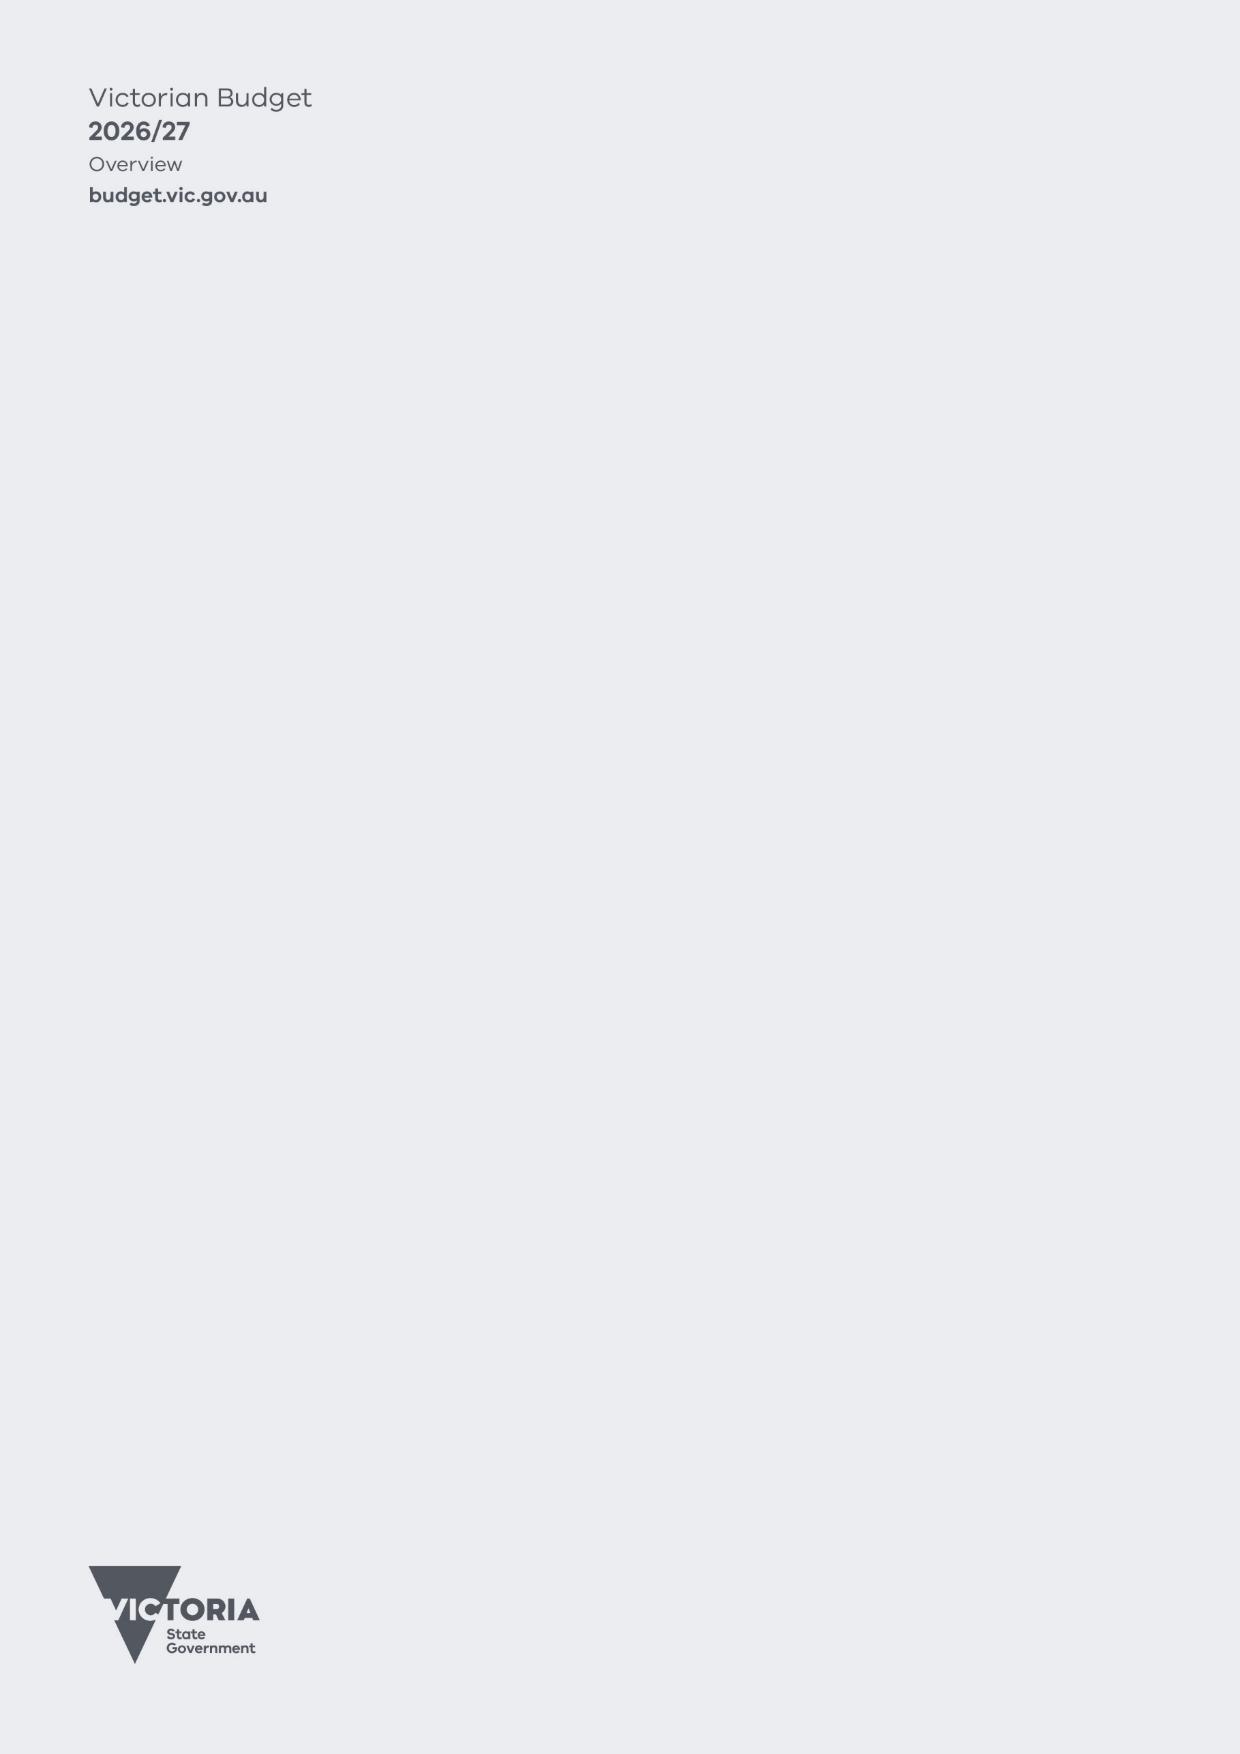 Victorian Budget
2026/27
Overview
budget.vic.gov.au
VICTORIA
State
Government